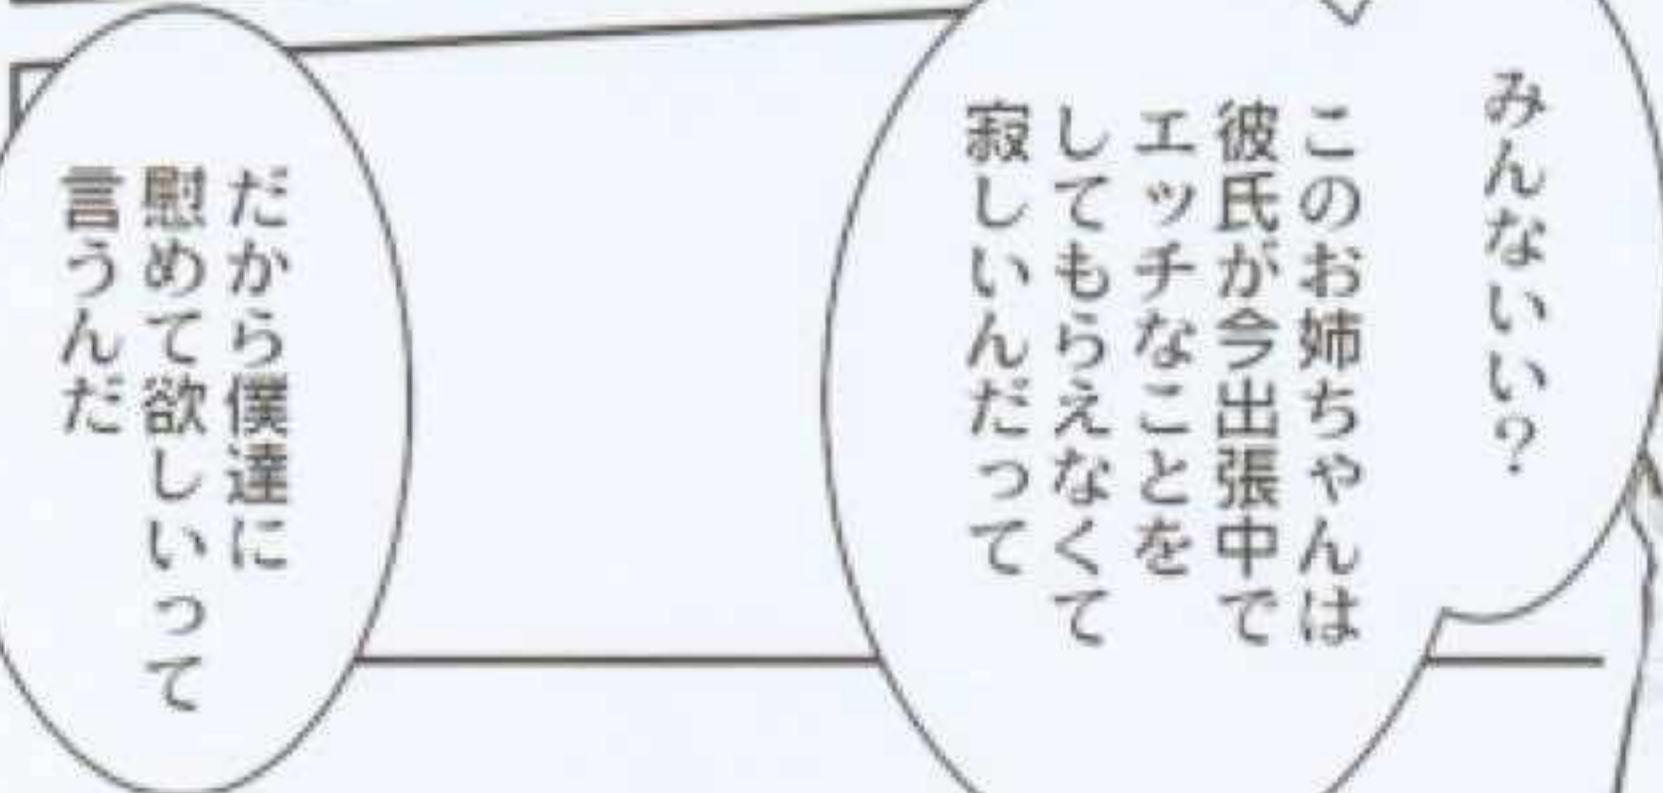 みんないい?
このお姉ちゃんは
彼氏が今出張中で
エッチなことを
してもらえなくて
寂しいんだって
だから僕達に
慰めて欲しいって
言うんだ